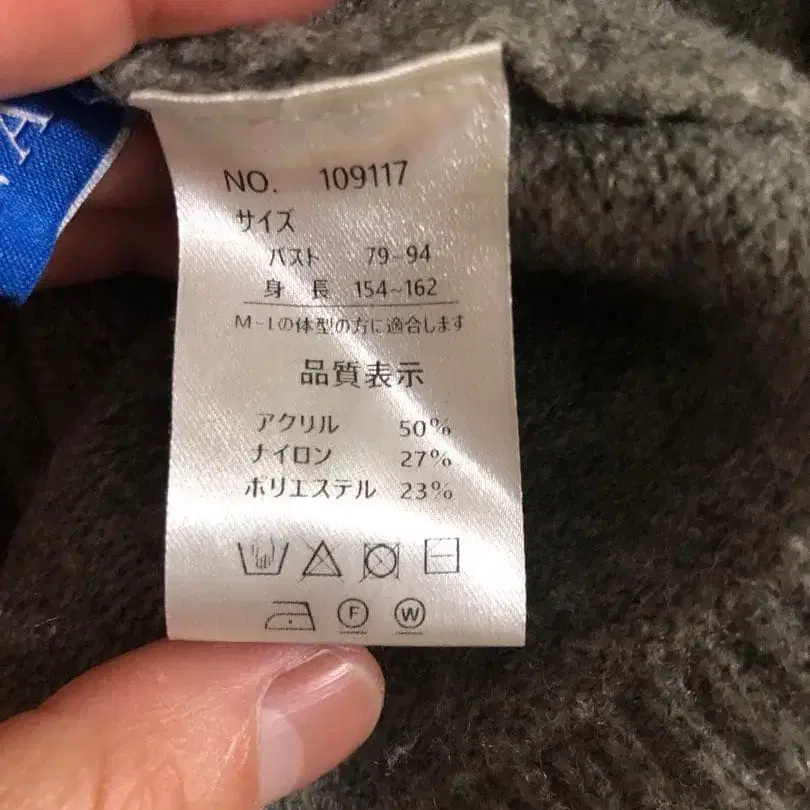 NO. 109117
サイズ
バスト 79-94
身 長 154~162
M-Lの体型の方に適合します
品質表示
アクリル 50%
ナイロン 27%
ポリエステル 23%
F W